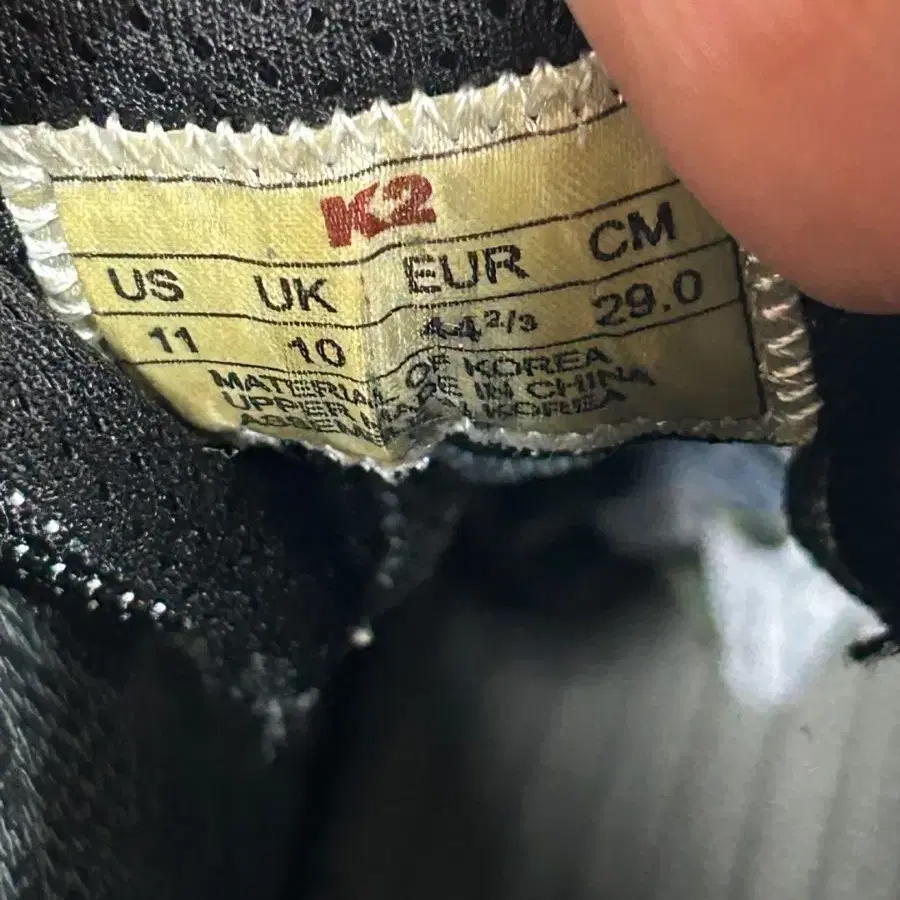 K2
US UK EUR CM
11 10 44 2/3 29.0
MATERIAL OF KOREA
UPPER MADE IN CHINA
KOREA